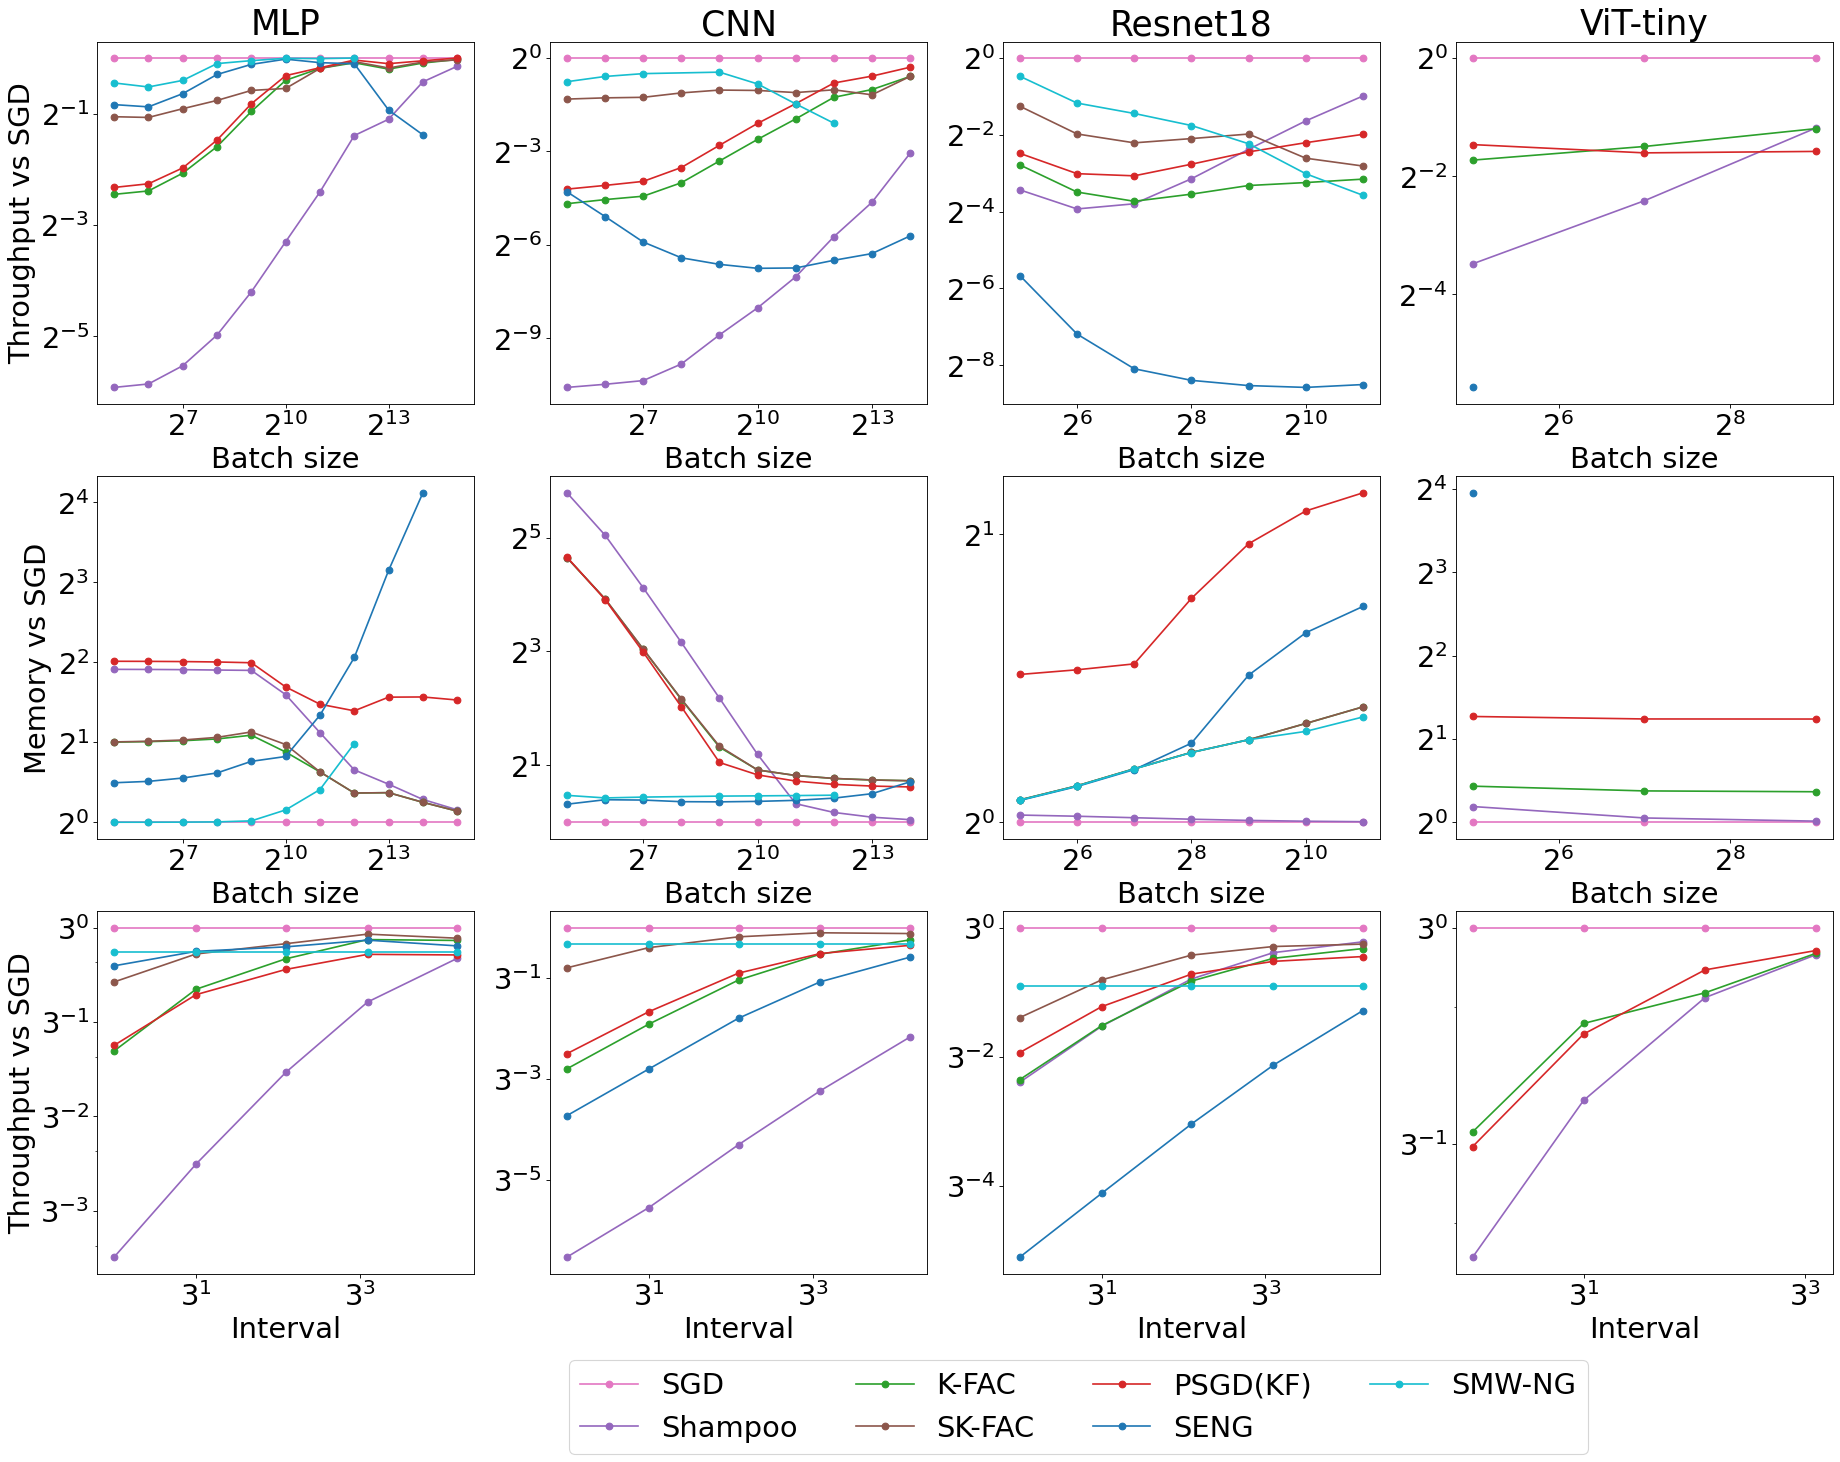 MLP CNN Resnet18 ViT-tiny
Throughput vs SGD
2^-1 2^-3 2^-5
2^7 2^10 2^13
Batch size
2^0 2^-3 2^-6 2^-9
2^7 2^10 2^13
Batch size
2^0 2^-2 2^-4 2^-6 2^-8
2^6 2^8 2^10
Batch size
2^0 2^-2 2^-4
2^6 2^8
Batch size
Memory vs SGD
2^4 2^3 2^2 2^1 2^0
2^7 2^10 2^13
Batch size
2^5 2^3 2^1
2^7 2^10 2^13
Batch size
2^1 2^0
2^6 2^8 2^10
Batch size
2^4 2^3 2^2 2^1 2^0
2^6 2^8
Batch size
Throughput vs SGD
3^0 3^-1 3^-2 3^-3
3^1 3^3
Interval
3^-1 3^-3 3^-5
3^1 3^3
Interval
3^0 3^-2 3^-4
3^1 3^3
Interval
3^0 3^-1
3^1 3^3
Interval
SGD K-FAC PSGD(KF) SMW-NG
Shampoo SK-FAC SENG